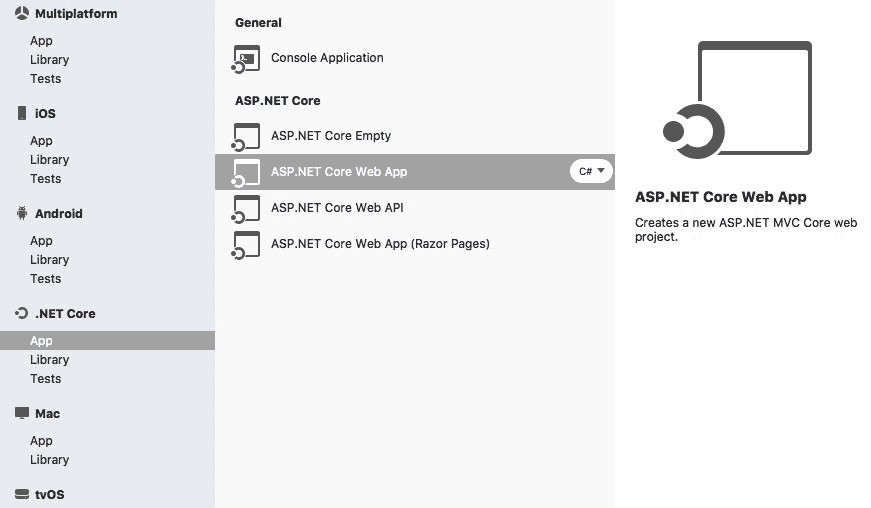 Multiplatform
App
Library
Tests
iOS
App
Library
Tests
Android
App
Library
Tests
.NET Core
App
Library
Tests
Mac
App
Library
tvOS
General
Console Application
ASP.NET Core
ASP.NET Core Empty
ASP.NET Core Web App
C#
ASP.NET Core Web API
ASP.NET Core Web App (Razor Pages)
ASP.NET Core Web App
Creates a new ASP.NET MVC Core web
project.